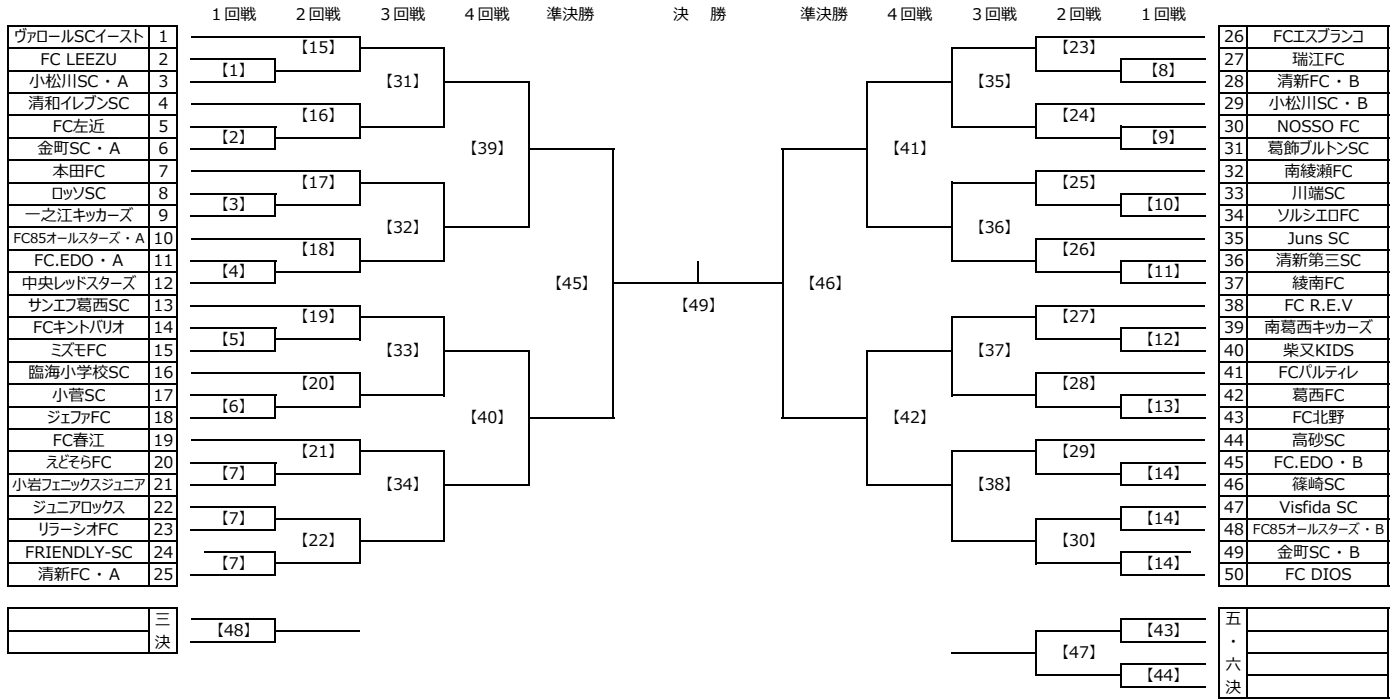 1回戦 2回戦 3回戦 4回戦 準決勝 決 勝 準決勝 4回戦 3回戦 2回戦 1回戦
ヴァロールSCイースト 1 【15】 【23】 26 FCエスブランコ
FC LEEZU 2 【1】 【8】 27 瑞江FC
小松川SC・A 3 【31】 【35】 28 清新FC・B
清和イレブンSC 4 【16】 【24】 29 小松川SC・B
FC左近 5 【2】 【9】 30 NOSSO FC
金町SC・A 6 【39】 【41】 31 葛飾ブルトンSC
本田FC 7 【17】 【25】 32 南綾瀬FC
ロッソSC 8 【3】 【10】 33 川端SC
一之江キッカーズ 9 【32】 【36】 34 ソルシエロFC
FC85オールスターズ・A 10 【18】 【26】 35 Juns SC
FC.EDO・A 11 【4】 【11】 36 清新第三SC
中央レッドスターズ 12 【45】 【46】 37 綾南FC
サンエフ葛西SC 13 【19】 【49】 【27】 38 FC R.E.V
FCキントバリオ 14 【5】 【12】 39 南葛西キッカーズ
ミズモFC 15 【33】 【37】 40 柴又KIDS
臨海小学校SC 16 【20】 【28】 41 FCパルティレ
小菅SC 17 【6】 【13】 42 葛西FC
ジェファFC 18 【40】 【42】 43 FC北野
FC春江 19 【21】 【29】 44 高砂SC
えどそらFC 20 【7】 【14】 45 FC.EDO・B
小岩フェニックスジュニア 21 【34】 【38】 46 篠崎SC
ジュニアロックス 22 【7】 【14】 47 Visfida SC
リラーシオFC 23 【22】 【30】 48 FC85オールスターズ・B
FRIENDLY-SC 24 【7】 【14】 49 金町SC・B
清新FC・A 25 50 FC DIOS
三決 【48】
【43】 【47】 【44】 五・六決